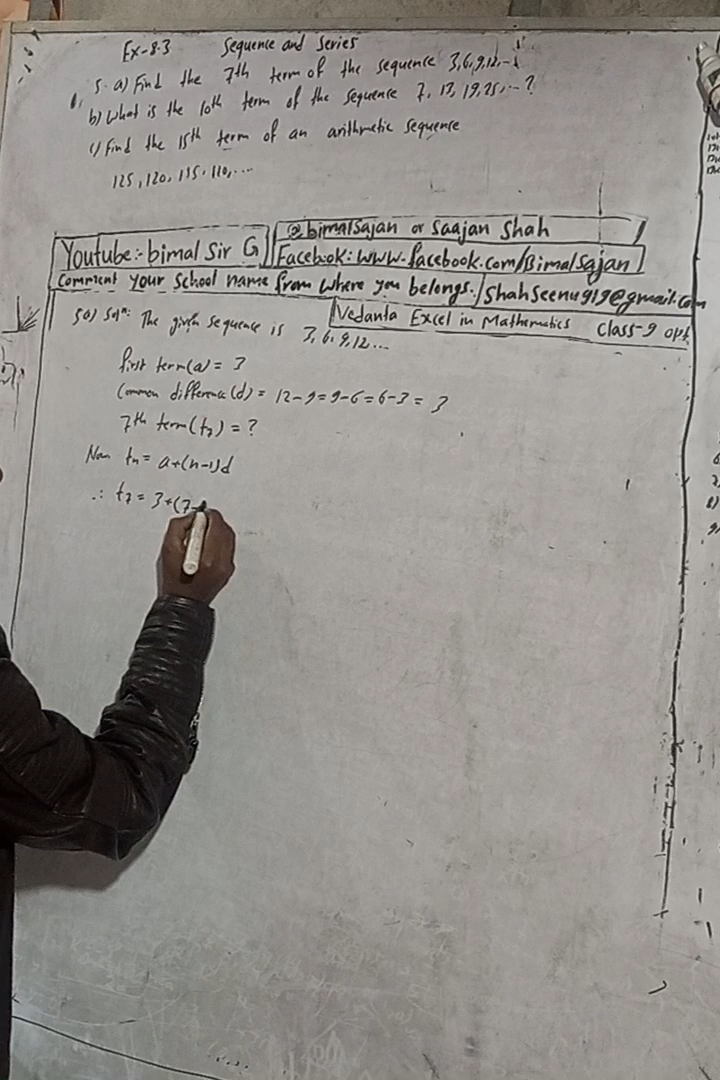 Ex-8.3 Sequence and Series
5. a) Find the 7th term of the sequence 3,6,9,12,...
b) What is the 10th term of the sequence 7, 13, 19, 25, ... ?
c) Find the 15th term of an arithmetic sequence
125, 120, 115, 110, ...
@bimalSajan or Saajan Shah
Youtube:- bimal Sir G
Facebook: www.facebook.com/Bimalsajan
Comment your School name from where you belongs./Shahseenu919@gmail.com
Vedanta Excel in Mathematics Class-9 opt.
5a) Solⁿ: The given sequence is 3, 6, 9, 12 ...
first term(a) = 3
Common difference(d) = 12-9 = 9-6 = 6-3 = 3
7th term(t₇) = ?
Now tn = a+(n-1)d
∴ t₇ = 3+(7-